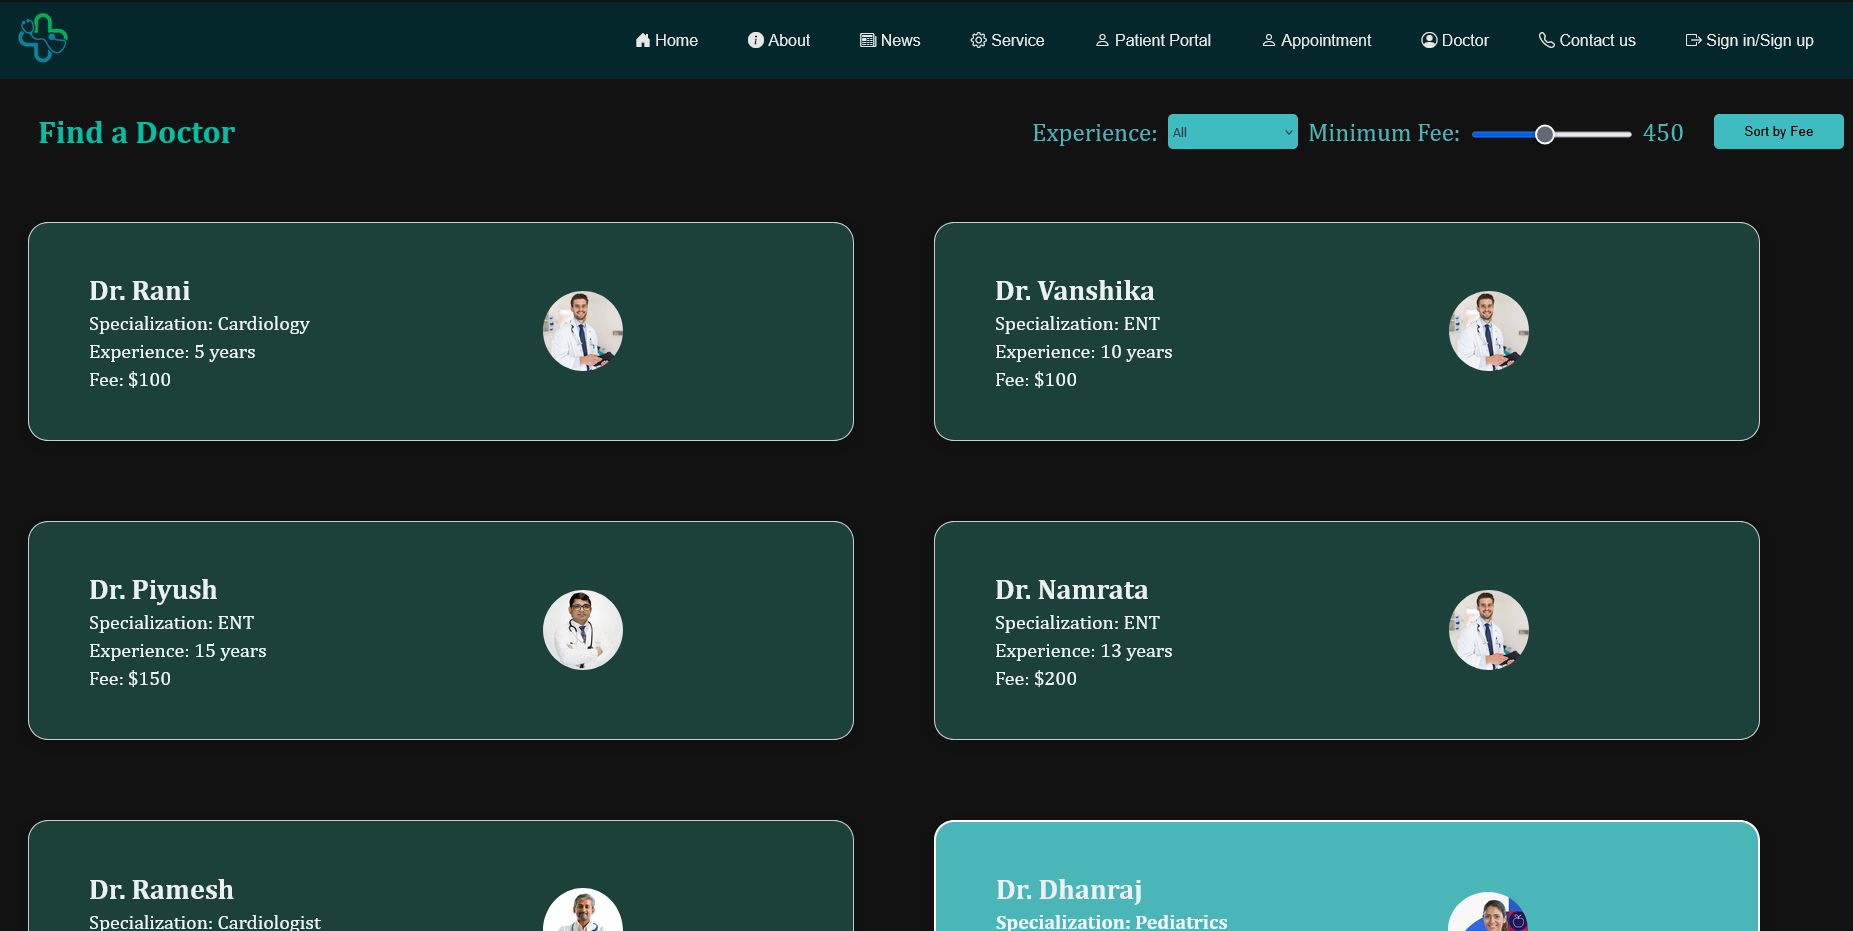 Home About News Service Patient Portal Appointment Doctor Contact us Sign in/Sign up
Find a Doctor
Experience: All Minimum Fee: 450 Sort by Fee
Dr. Rani
Specialization: Cardiology
Experience: 5 years
Fee: $100
Dr. Vanshika
Specialization: ENT
Experience: 10 years
Fee: $100
Dr. Piyush
Specialization: ENT
Experience: 15 years
Fee: $150
Dr. Namrata
Specialization: ENT
Experience: 13 years
Fee: $200
Dr. Ramesh
Specialization: Cardiologist
Dr. Dhanraj
Specialization: Pediatrics